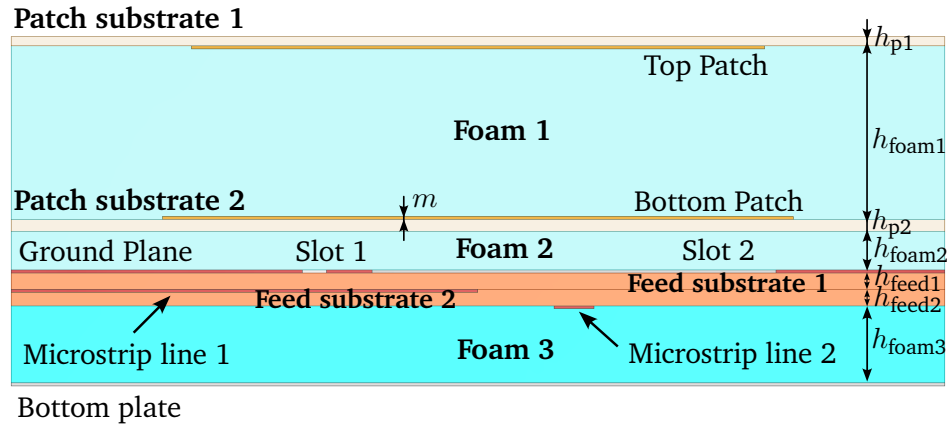 Patch substrate 1
h_p1
Top Patch
Foam 1
h_foam1
Patch substrate 2
m
Bottom Patch
h_p2
Ground Plane
Slot 1
Foam 2
Slot 2
h_foam2
Feed substrate 1
h_feed1
Feed substrate 2
h_feed2
Microstrip line 1
Foam 3
Microstrip line 2
h_foam3
Bottom plate